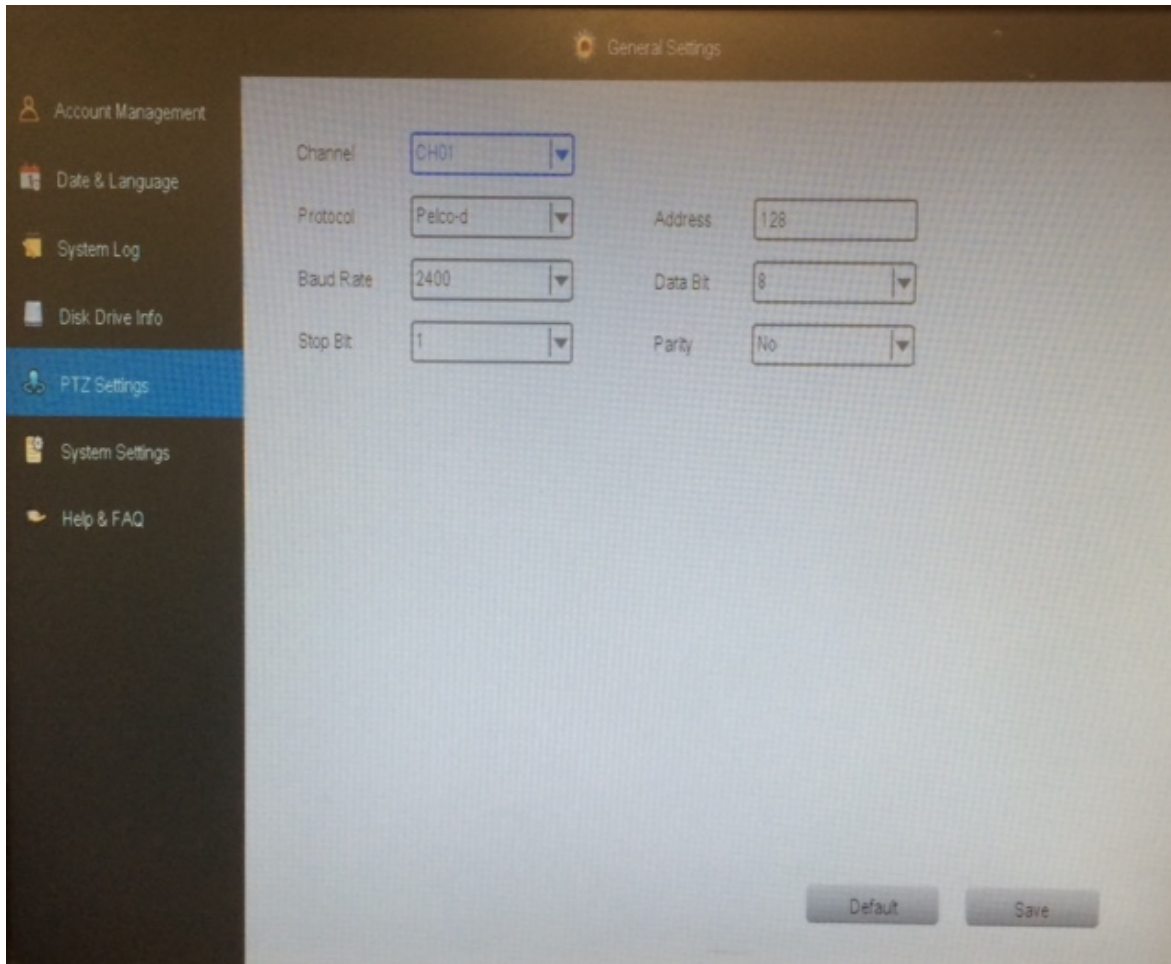 General Settings
Account Management
Date & Language
System Log
Disk Drive Info
PTZ Settings
System Settings
Help & FAQ
Channel CH01
Protocol Pelco-d Address 128
Baud Rate 2400 Data Bit 8
Stop Bit 1 Parity No
Default Save